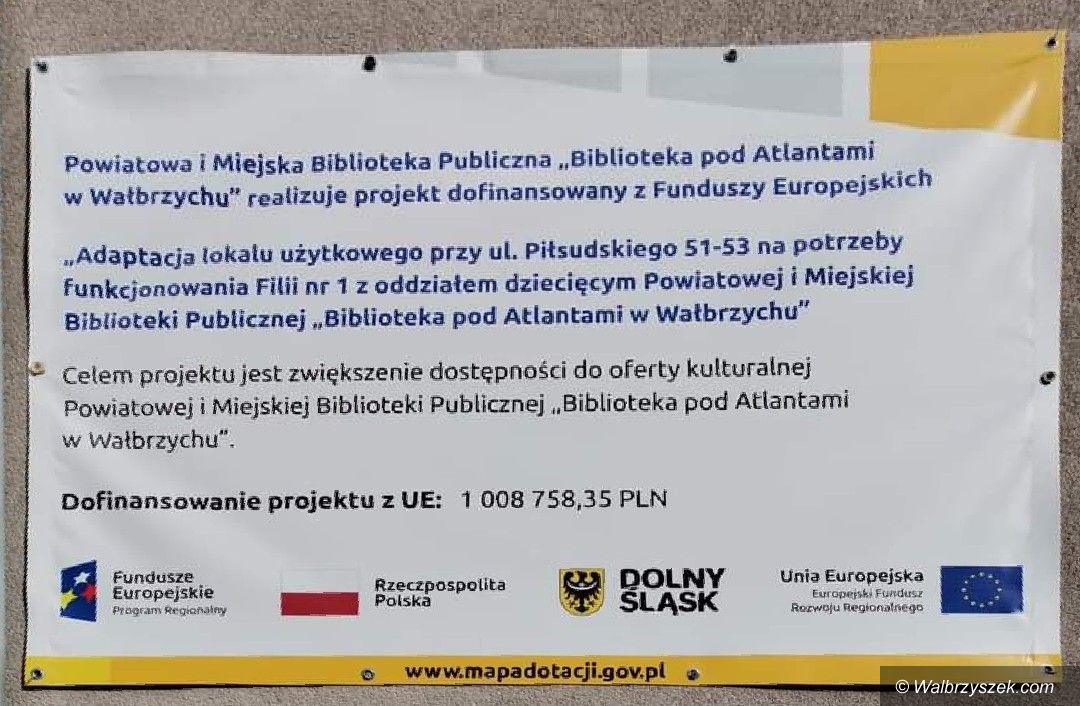 Powiatowa i Miejska Biblioteka Publiczna „Biblioteka pod Atlantami
w Wałbrzychu” realizuje projekt dofinansowany z Funduszy Europejskich
„Adaptacja lokalu użytkowego przy ul. Piłsudskiego 51-53 na potrzeby
funkcjonowania Filii nr 1 z oddziałem dziecięcym Powiatowej i Miejskiej
Biblioteki Publicznej „Biblioteka pod Atlantami w Wałbrzychu”
Celem projektu jest zwiększenie dostępności do oferty kulturalnej
Powiatowej i Miejskiej Biblioteki Publicznej „Biblioteka pod Atlantami
w Wałbrzychu”.
Dofinansowanie projektu z UE: 1 008 758,35 PLN
Fundusze
Europejskie
Program Regionalny
Rzeczpospolita
Polska
DOLNY
ŚLĄSK
Unia Europejska
Europejski Fundusz
Rozwoju Regionalnego
www.mapadotacji.gov.pl
© Walbrzyszek.com